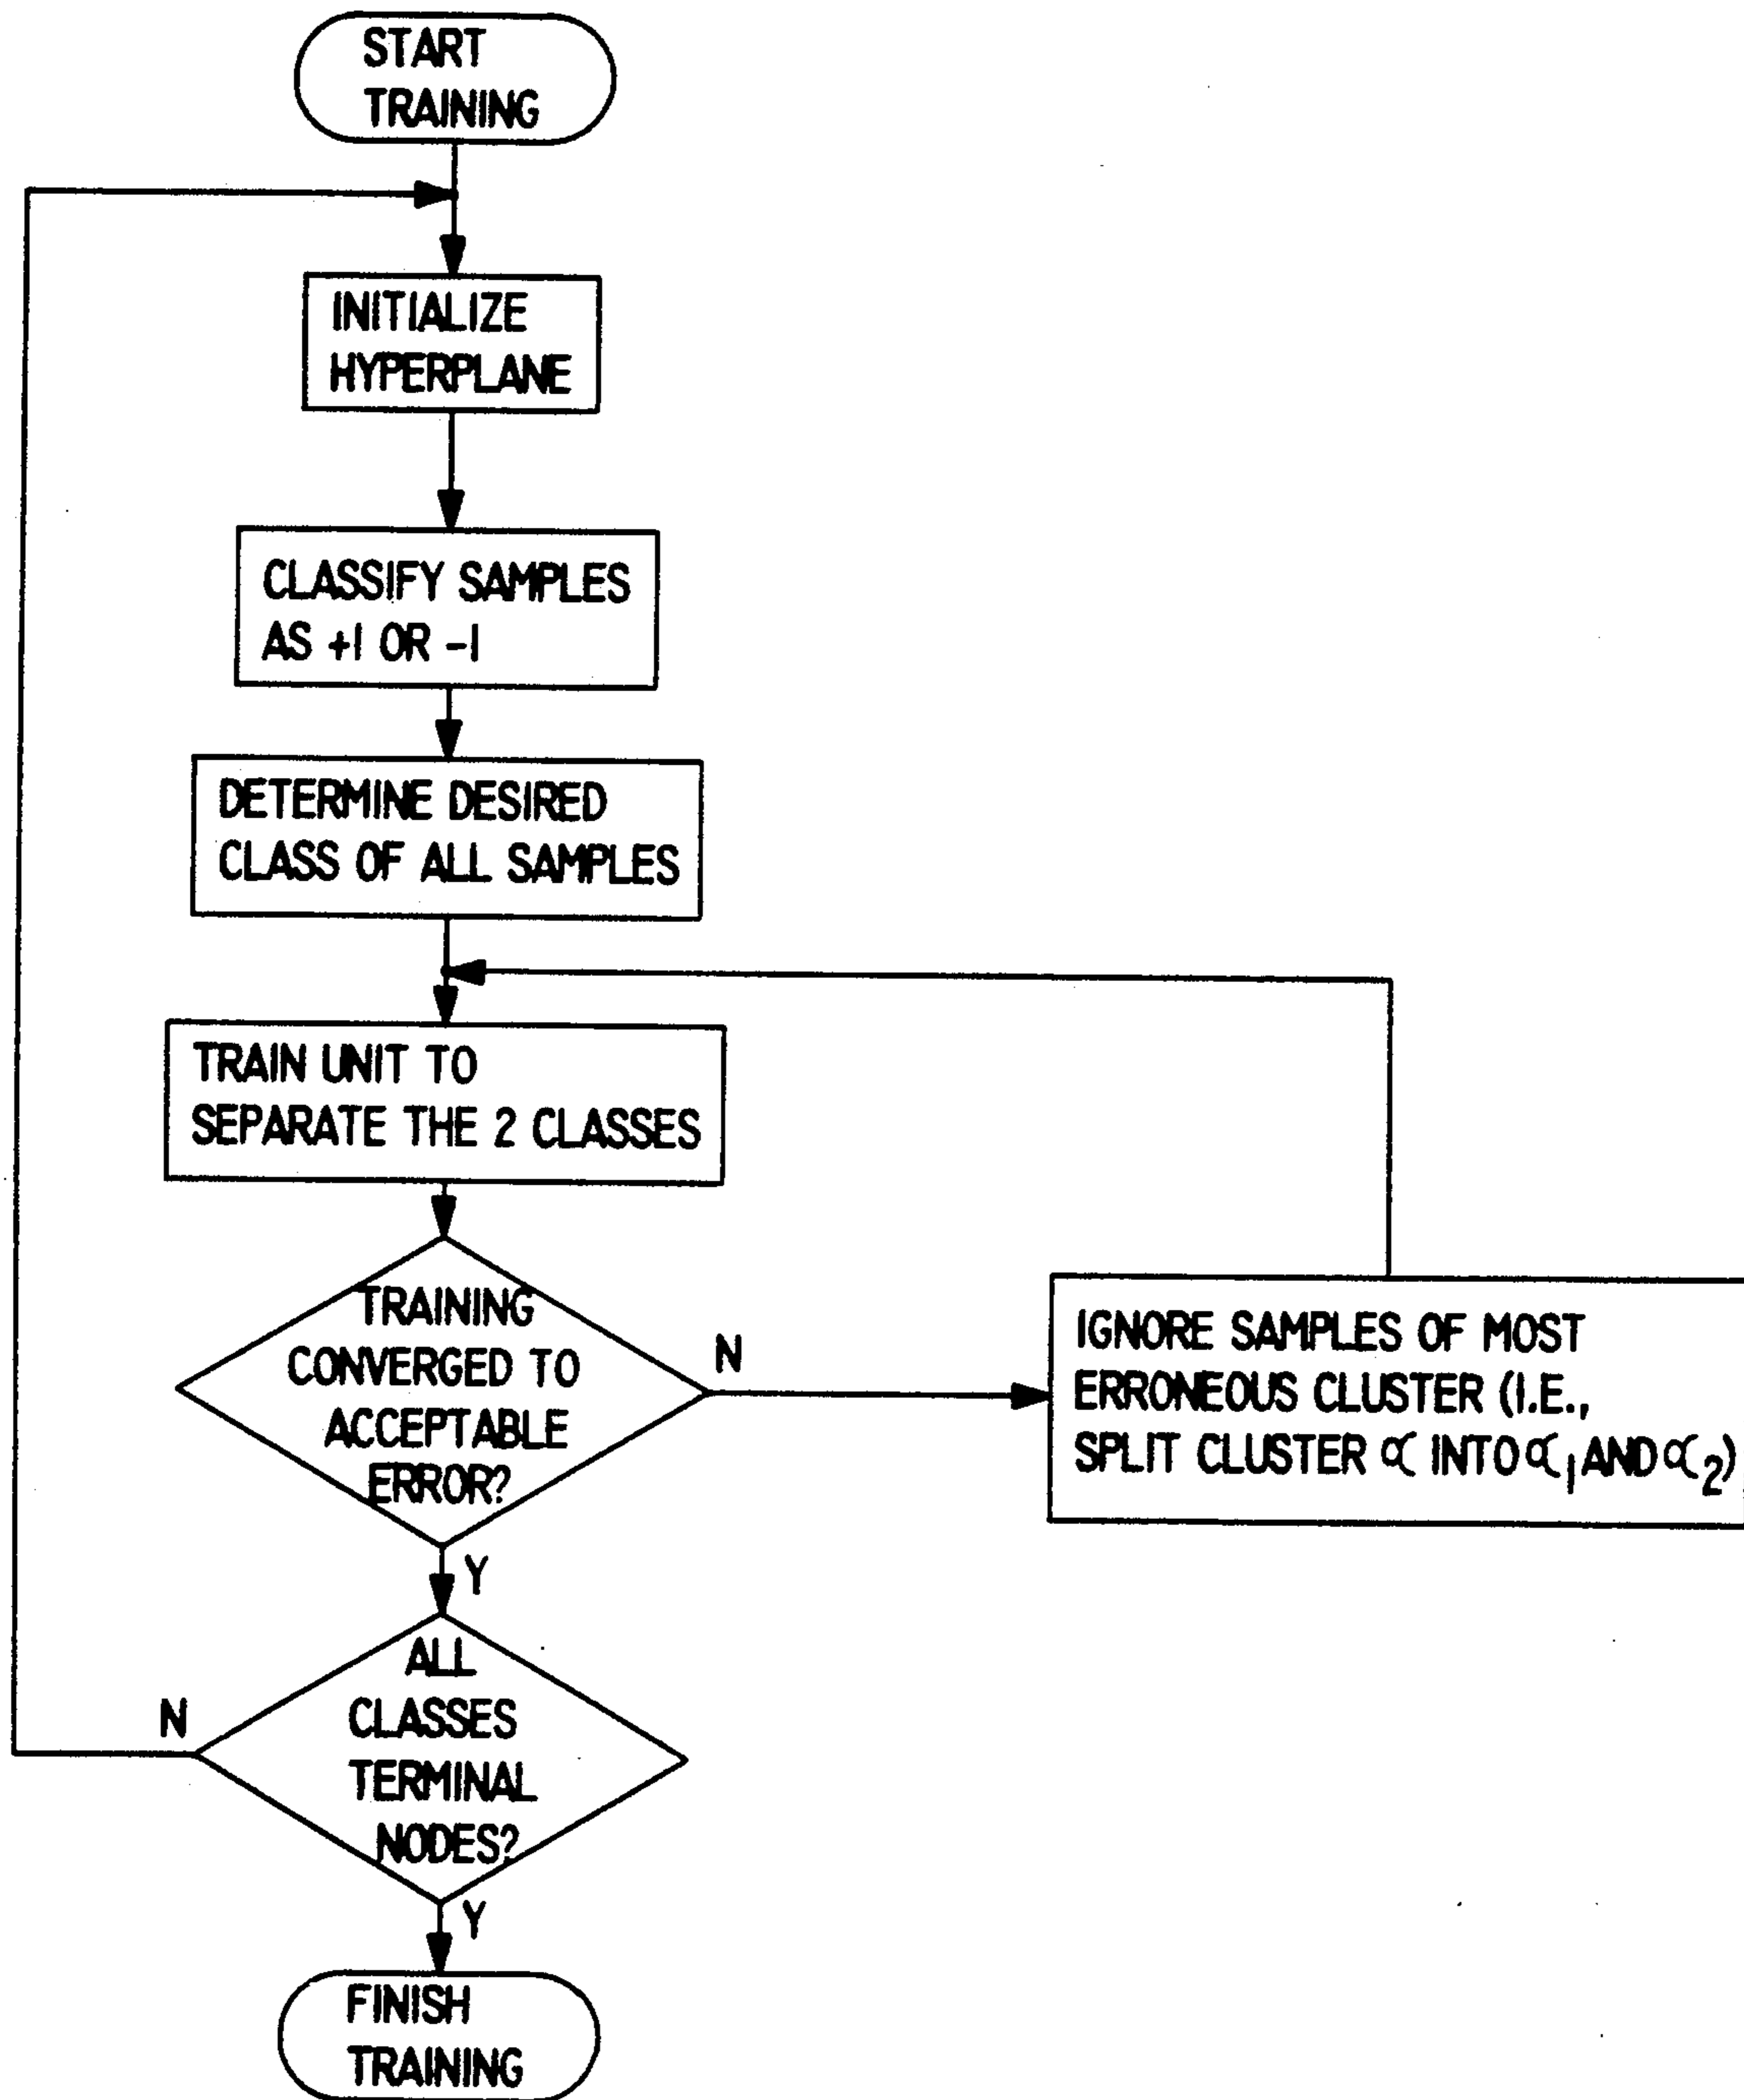 START
TRAINING
INITIALIZE
HYPERPLANE
CLASSIFY SAMPLES
AS +1 OR -1
DETERMINE DESIRED
CLASS OF ALL SAMPLES
TRAIN UNIT TO
SEPARATE THE 2 CLASSES
TRAINING
CONVERGED TO
ACCEPTABLE
ERROR?
N
IGNORE SAMPLES OF MOST
ERRONEOUS CLUSTER (I.E.,
SPLIT CLUSTER α INTO α₁ AND α₂)
Y
ALL
CLASSES
TERMINAL
NODES?
N
Y
FINISH
TRAINING